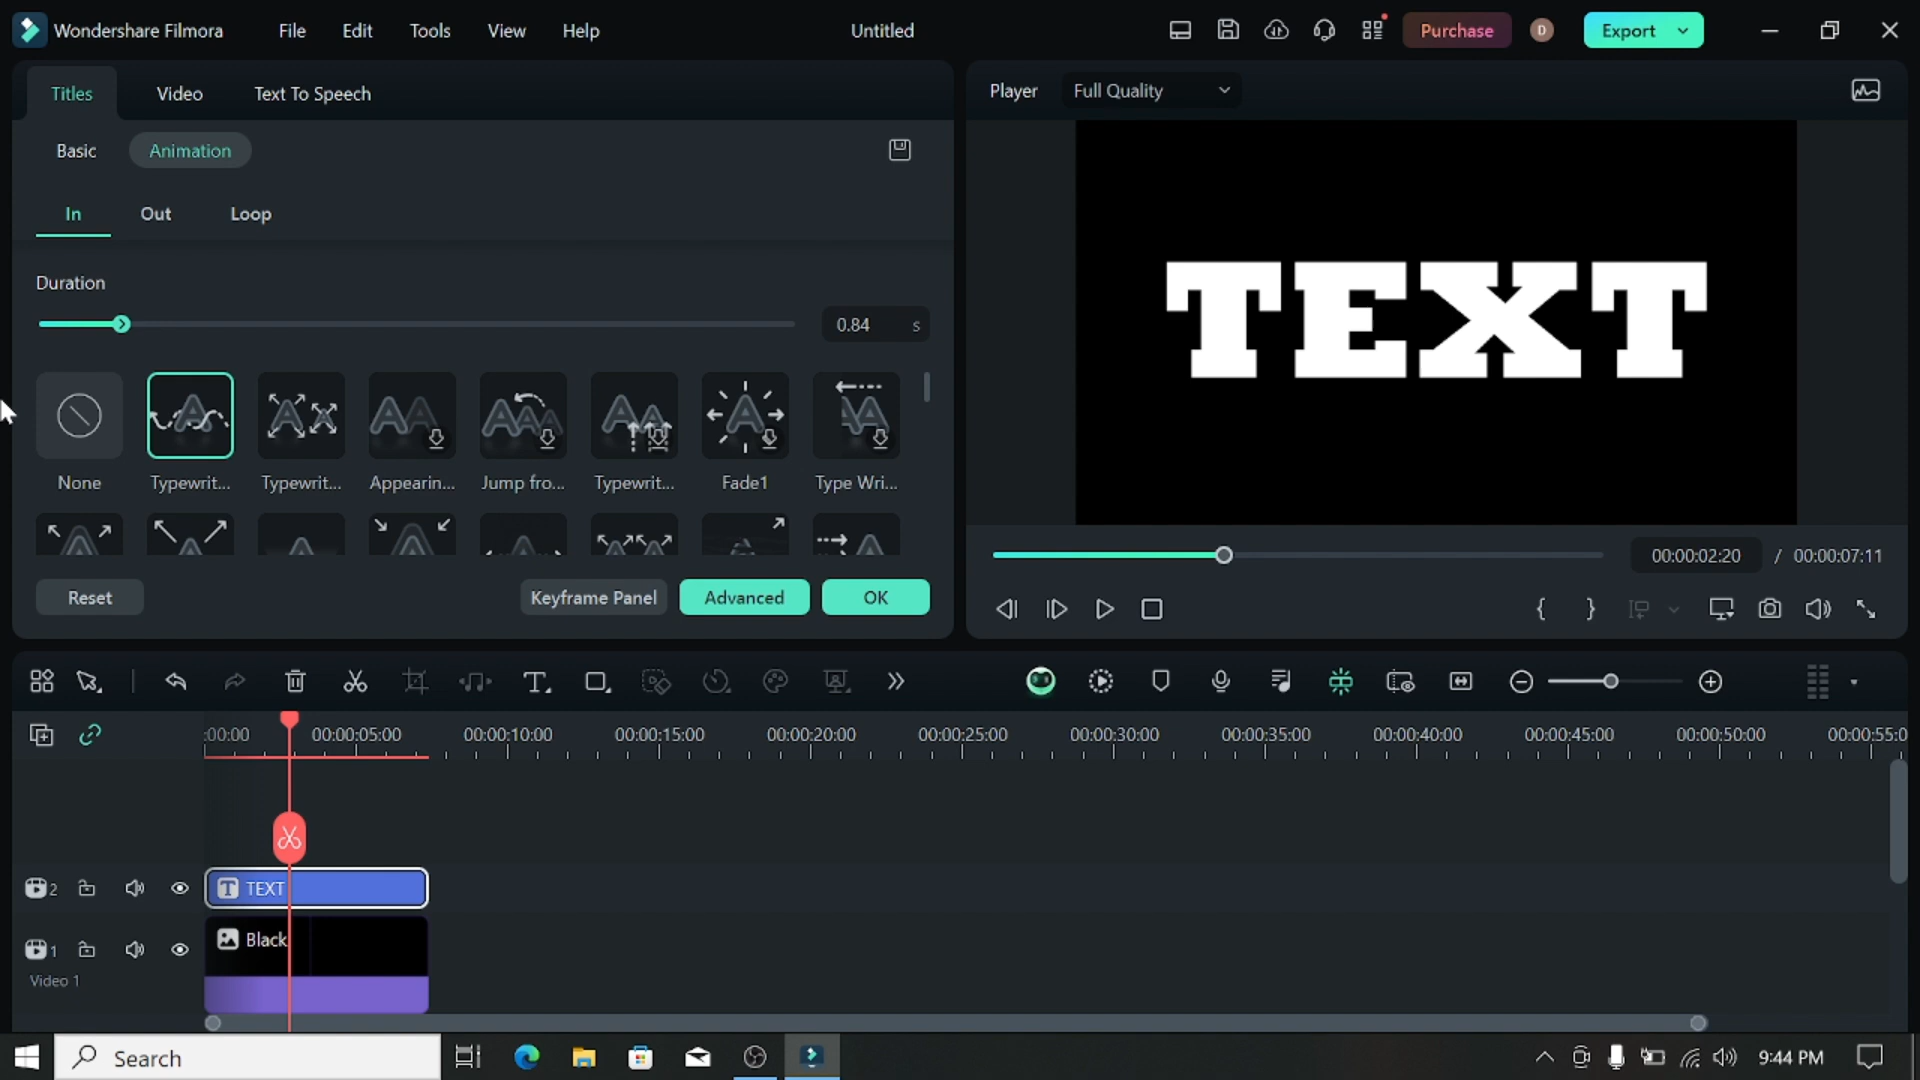 Wondershare Filmora
File
Edit
Tools
View
Help
Untitled
Purchase
D
Export
Titles
Video
Text To Speech
Player
Full Quality
Basic
Animation
In
Out
Loop
Duration
0.84 s
None
Typewrit...
Typewrit...
Appearin...
Jump fro...
Typewrit...
Fade1
Type Wri...
TEXT
00:00:02:20 / 00:00:07:11
Reset
Keyframe Panel
Advanced
OK
:00:00
00:00:05:00
00:00:10:00
00:00:15:00
00:00:20:00
00:00:25:00
00:00:30:00
00:00:35:00
00:00:40:00
00:00:45:00
00:00:50:00
00:00:55:0
2
T TEXT
1
Black
Video 1
Search
9:44 PM